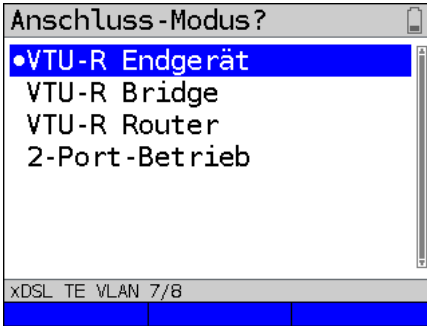 Anschluss-Modus?
●VTU-R Endgerät
VTU-R Bridge
VTU-R Router
2-Port-Betrieb
xDSL TE VLAN 7/8